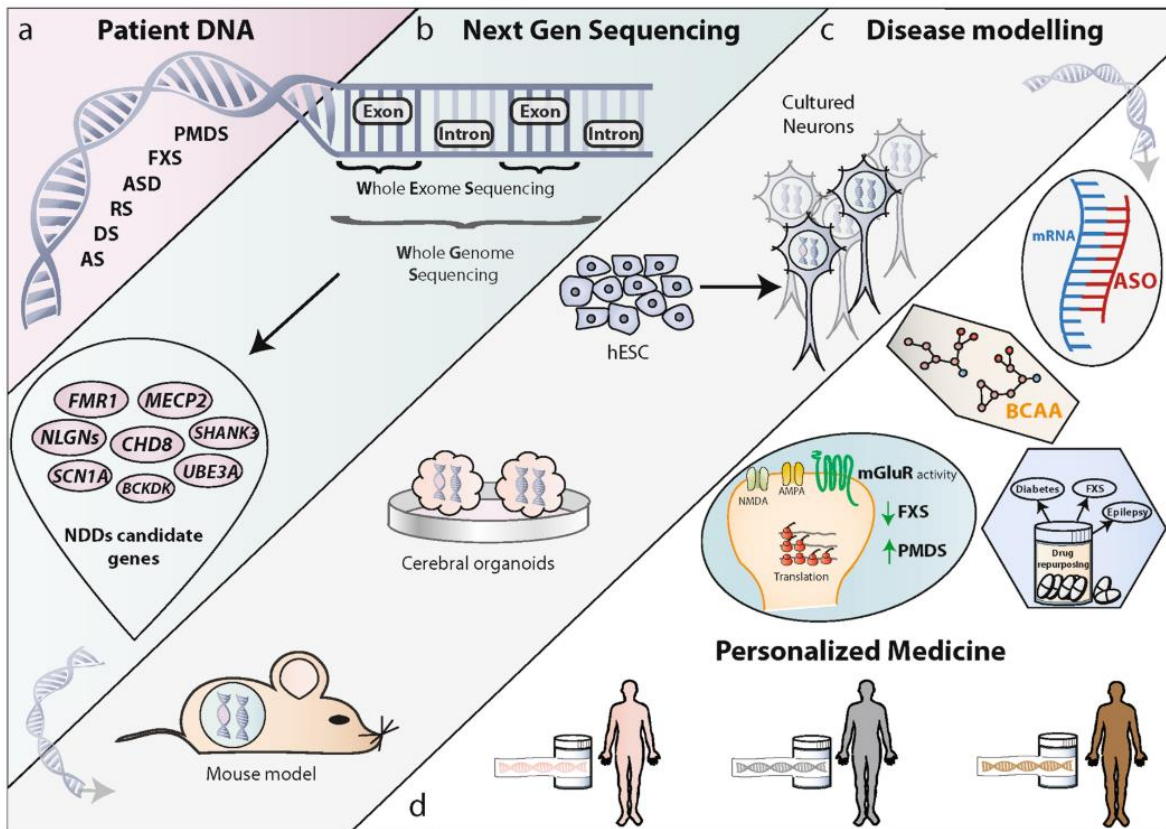 a
Patient DNA
PMDS
FXS
ASD
RS
DS
AS
b
Next Gen Sequencing
Exon
Intron
Exon
Intron
Whole Exome Sequencing
Whole Genome
Sequencing
FMR1
MECP2
NLGNs
CHD8
SHANK3
SCN1A
BCKDK
UBE3A
NDDs candidate
genes
c
Disease modelling
Cultured
Neurons
hESC
Cerebral organoids
Mouse model
mRNA
ASO
BCAA
NMDA
AMPA
mGluR activity
FXS
PMDS
Translation
Diabetes
FXS
Epilepsy
Drug
repurposing
Personalized Medicine
d